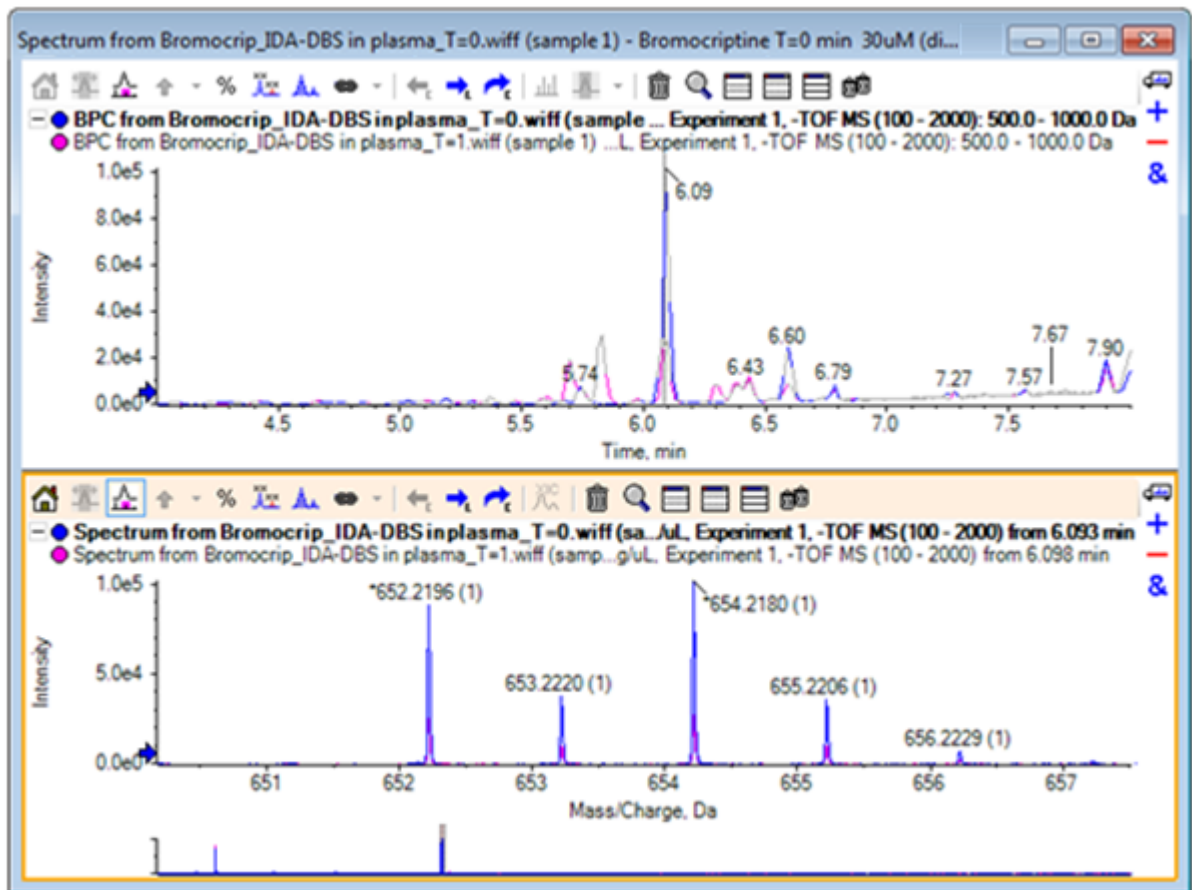 Spectrum from Bromocrip_IDA-DBS in plasma_T=0.wiff (sample 1) - Bromocriptine T=0 min 30uM (di...
%
BPC from Bromocrip_IDA-DBS in plasma_T=0.wiff (sample ... Experiment 1, -TOF MS (100 - 2000): 500.0 - 1000.0 Da
BPC from Bromocrip_IDA-DBS in plasma_T=1.wiff (sample 1) ...L, Experiment 1, -TOF MS (100 - 2000): 500.0 - 1000.0 Da
&
1.0e5
6.09
8.0e4
6.0e4
4.0e4
2.0e4
5.74 6.43 6.60 6.79 7.27 7.57 7.67 7.90
0.0e0
Intensity
4.5 5.0 5.5 6.0 6.5 7.0 7.5
Time, min
%
Spectrum from Bromocrip_IDA-DBS in plasma_T=0.wiff (sa.../uL, Experiment 1, -TOF MS (100 - 2000) from 6.093 min
Spectrum from Bromocrip_IDA-DBS in plasma_T=1.wiff (samp...g/uL, Experiment 1, -TOF MS (100 - 2000) from 6.098 min
&
1.0e5
*652.2196 (1) *654.2180 (1)
5.0e4
653.2220 (1) 655.2206 (1)
656.2229 (1)
0.0e0
Intensity
651 652 653 654 655 656 657
Mass/Charge, Da